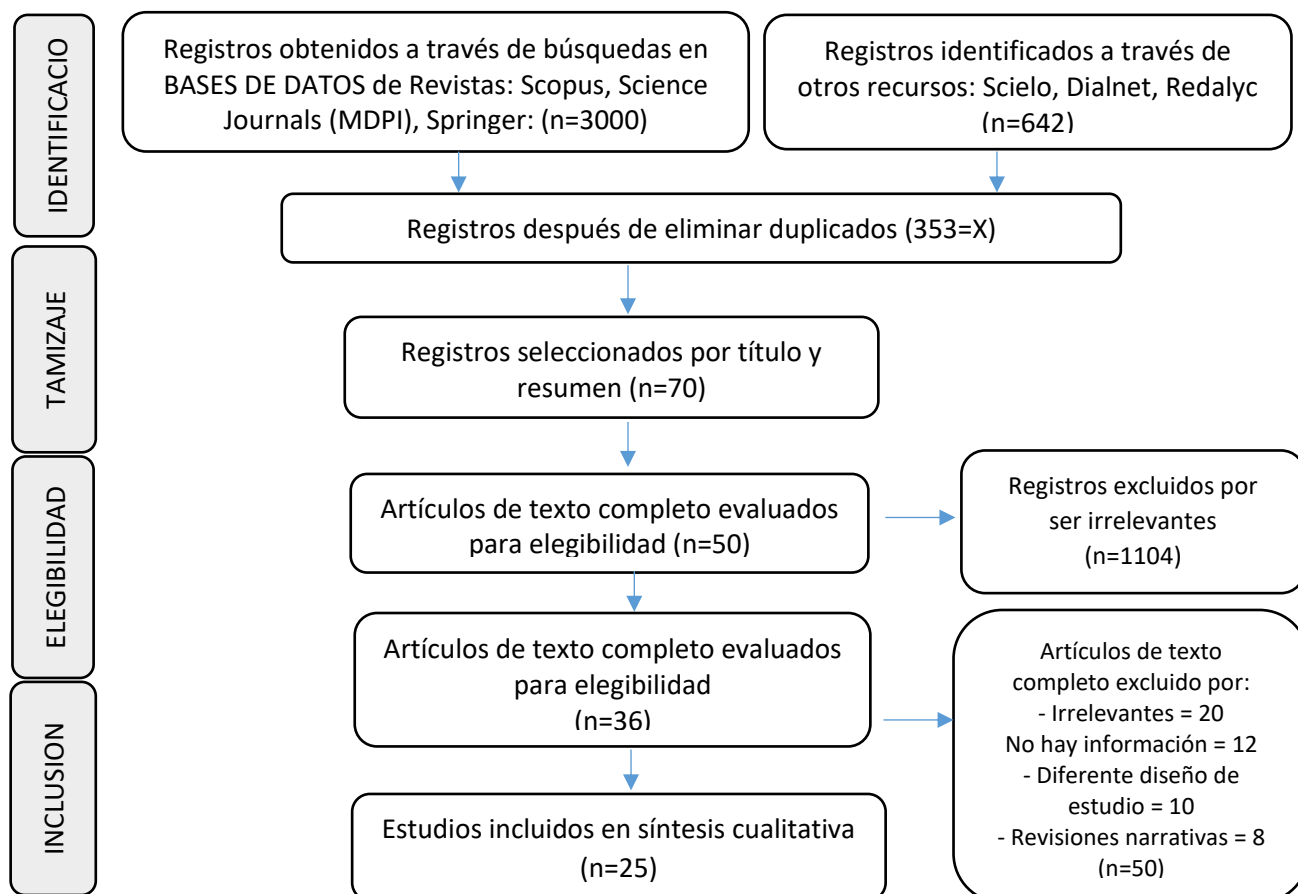 IDENTIFICACIO
Registros obtenidos a través de búsquedas en
BASES DE DATOS de Revistas: Scopus, Science
Journals (MDPI), Springer: (n=3000)
Registros identificados a través de
otros recursos: Scielo, Dialnet, Redalyc
(n=642)
Registros después de eliminar duplicados (353=X)
TAMIZAJE
Registros seleccionados por título y
resumen (n=70)
ELEGIBILIDAD
Artículos de texto completo evaluados
para elegibilidad (n=50)
Registros excluidos por
ser irrelevantes
(n=1104)
Artículos de texto completo evaluados
para elegibilidad
(n=36)
Artículos de texto
completo excluido por:
- Irrelevantes = 20
No hay información = 12
- Diferente diseño de
estudio = 10
- Revisiones narrativas = 8
(n=50)
INCLUSION
Estudios incluidos en síntesis cualitativa
(n=25)